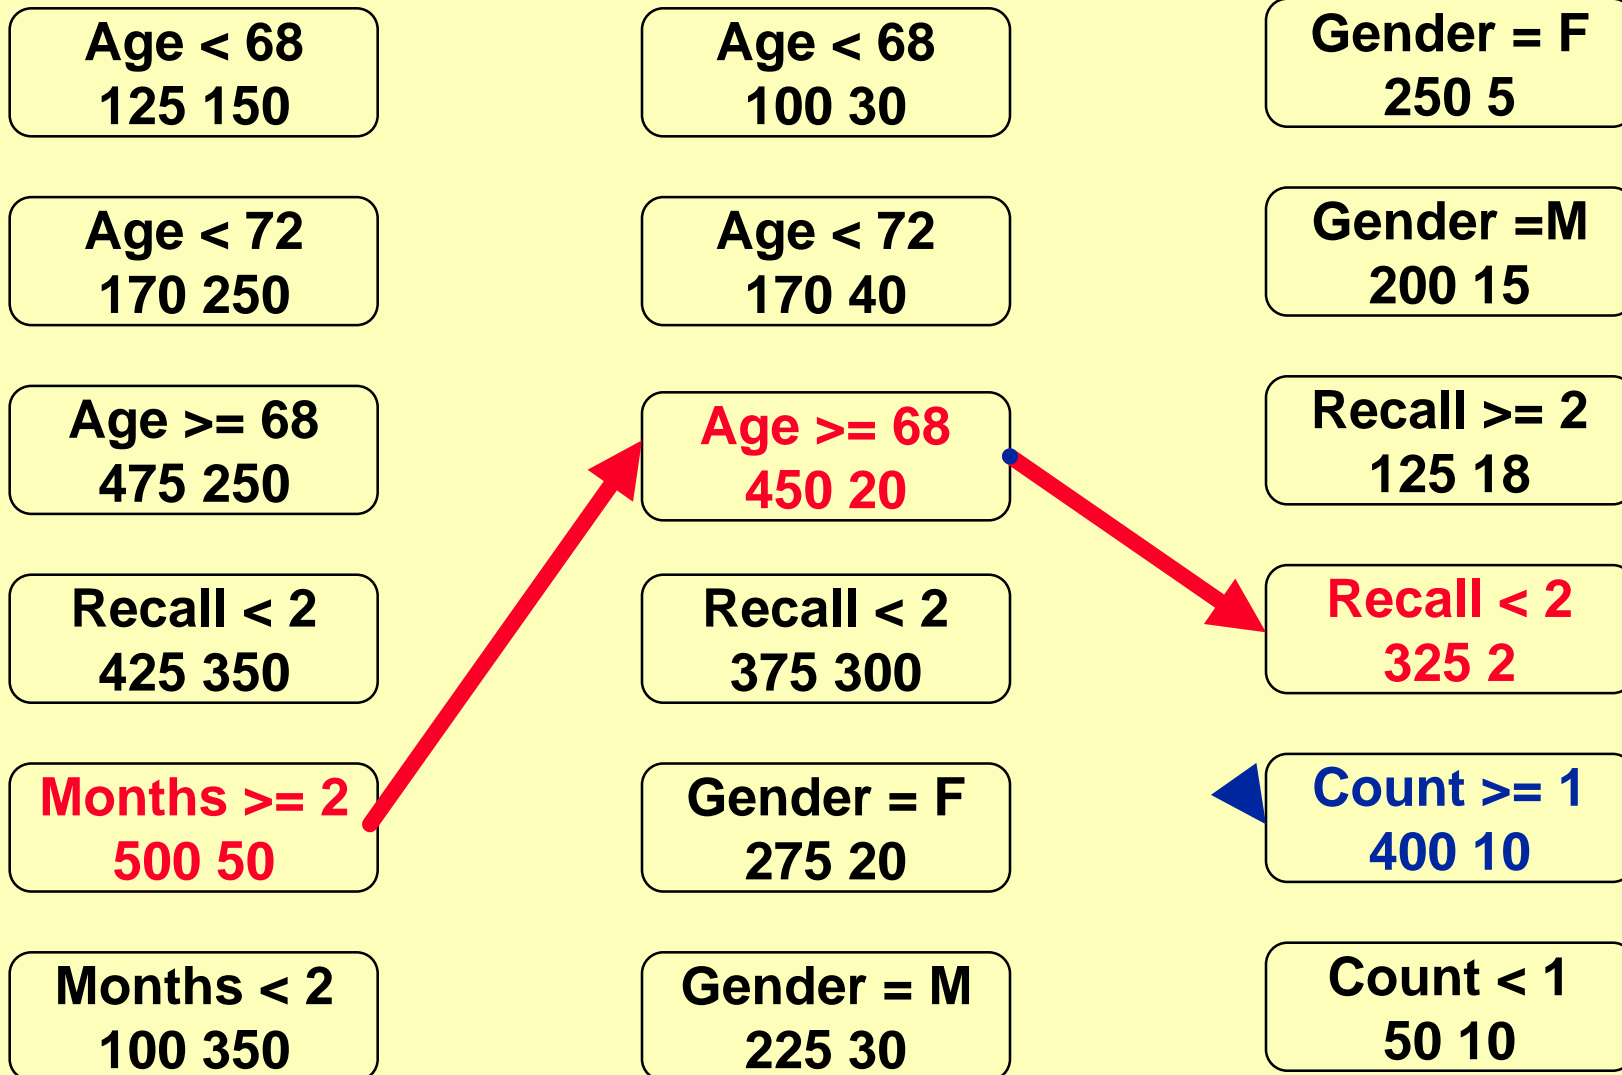 Age < 68
125 150
Age < 72
170 250
Age >= 68
475 250
Recall < 2
425 350
Months >= 2
500 50
Months < 2
100 350
Age < 68
100 30
Age < 72
170 40
Age >= 68
450 20
Recall < 2
375 300
Gender = F
275 20
Gender = M
225 30
Gender = F
250 5
Gender =M
200 15
Recall >= 2
125 18
Recall < 2
325 2
Count >= 1
400 10
Count < 1
50 10